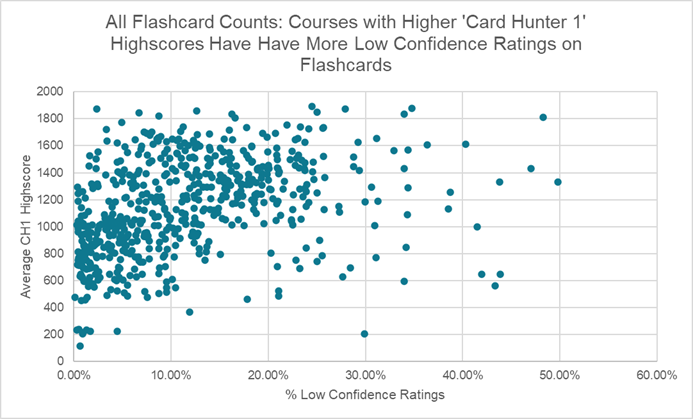 All Flashcard Counts: Courses with Higher 'Card Hunter 1'
Highscores Have Have More Low Confidence Ratings on
Flashcards
2000
1800
1600
1400
1200
1000
800
600
400
200
0
Average CH1 Highscore
0.00% 10.00% 20.00% 30.00% 40.00% 50.00% 60.00%
% Low Confidence Ratings